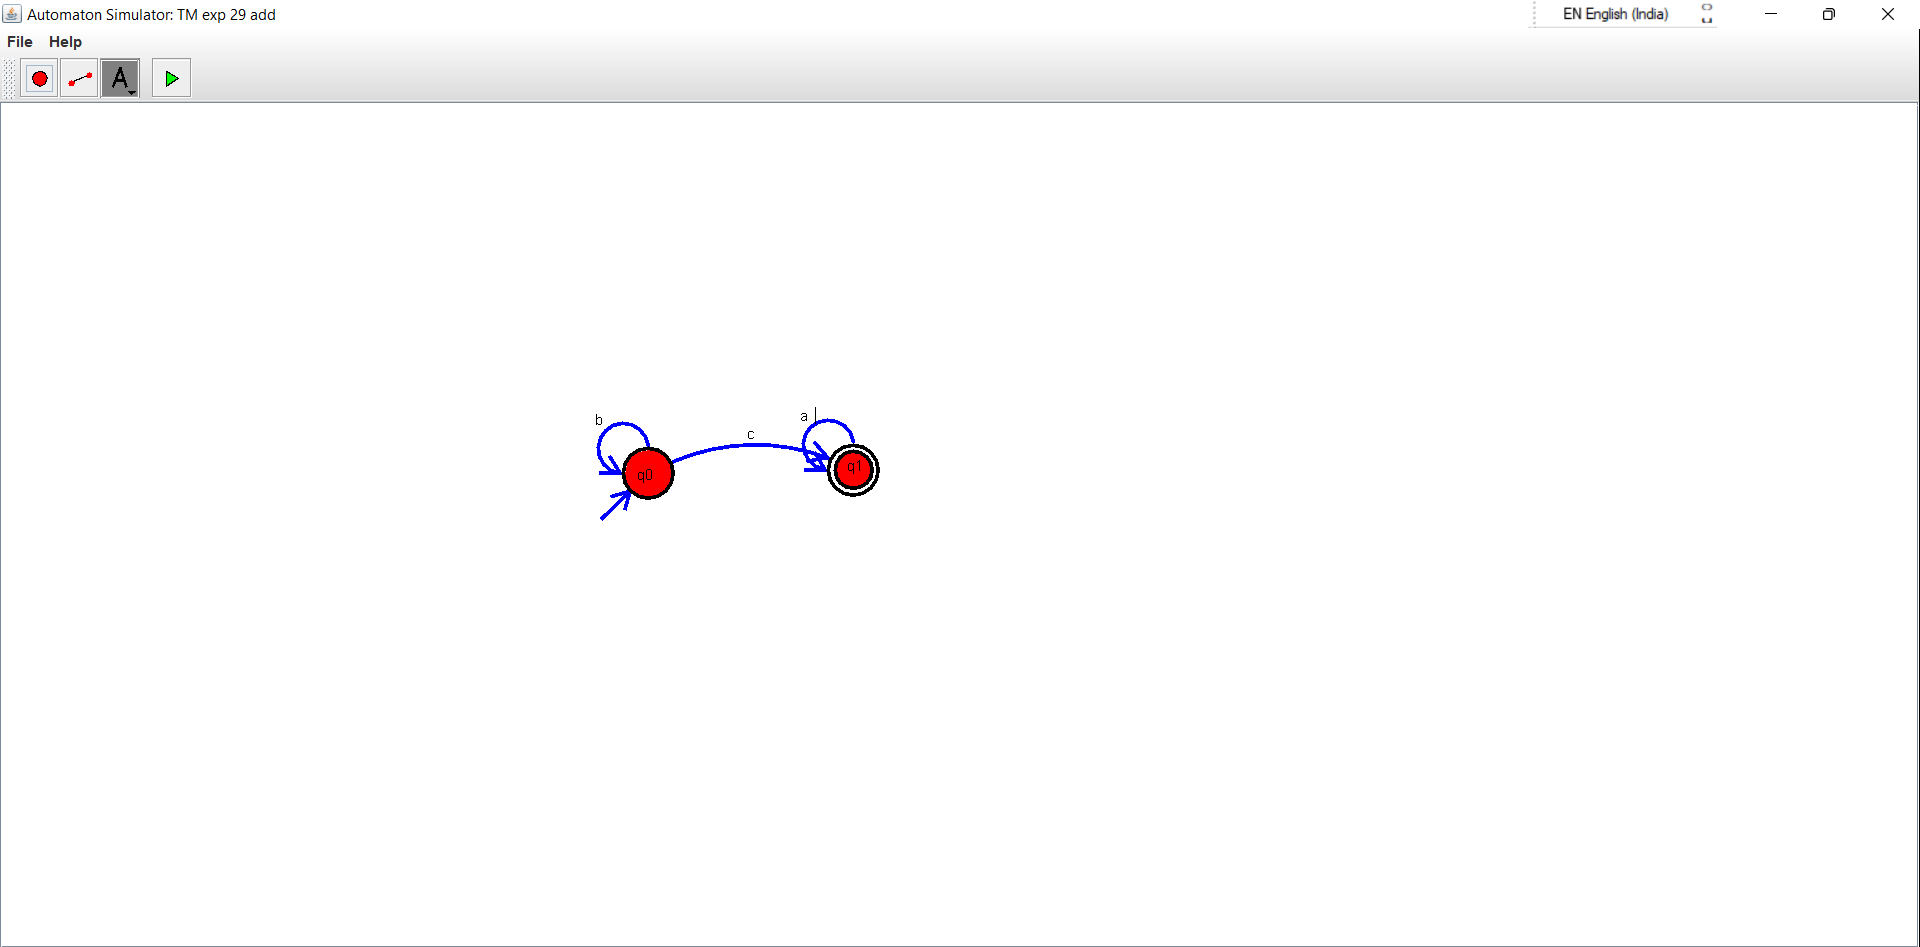 Automaton Simulator: TM exp 29 add
EN English (India)
File Help
A
b
a
c
q0
q1